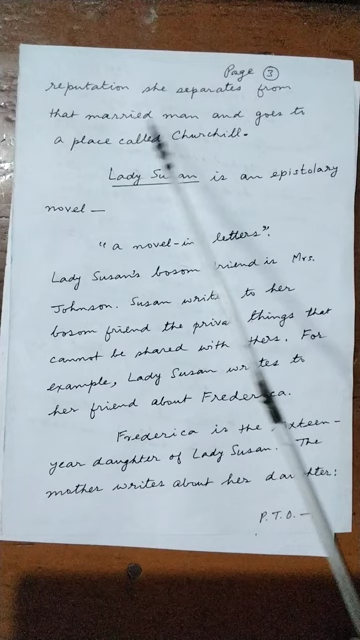 Page 3
reputation she separates from
that married man and goes to
a place called Churchill.
Lady Susan is an epistolary
novel —
"a novel-in letters".
Lady Susan's bosom friend is Mrs.
Johnson. Susan writes to her
bosom friend the private things that
cannot be shared with others. For
example, Lady Susan writes to
her friend about Frederica.
Frederica is the sixteen-
year daughter of Lady Susan. The
mother writes about her daughter:
P.T.O. —